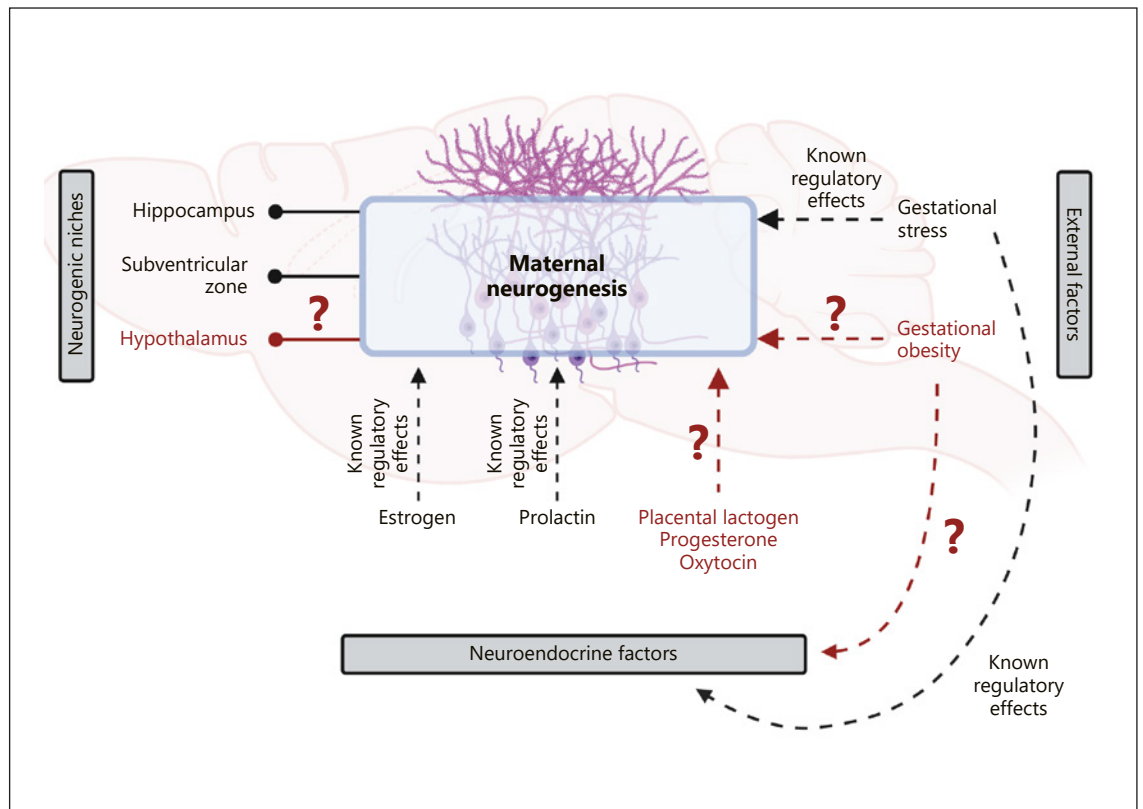 Neurogenic niches
Hippocampus
Subventricular
zone
?
Hypothalamus
Maternal
neurogenesis
Known
regulatory
effects
Gestational
stress
?
Gestational
obesity
External factors
Known
regulatory
effects
Estrogen
Known
regulatory
effects
Prolactin
?
Placental lactogen
Progesterone
Oxytocin
?
Neuroendocrine factors
Known
regulatory
effects